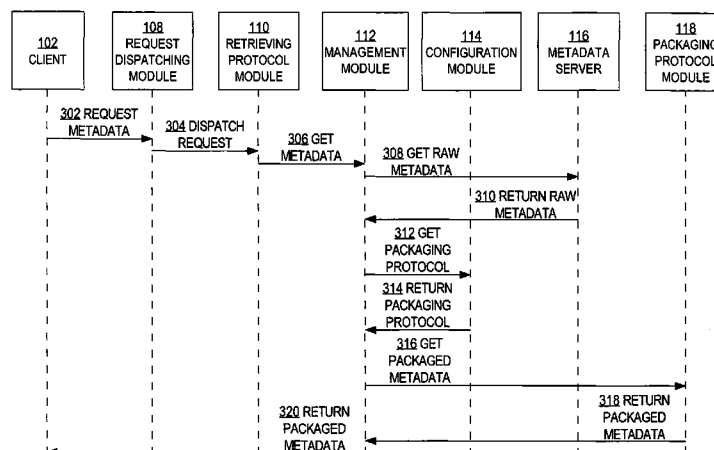 102
CLIENT
108
REQUEST
DISPATCHING
MODULE
110
RETRIEVING
PROTOCOL
MODULE
112
MANAGEMENT
MODULE
114
CONFIGURATION
MODULE
116
METADATA
SERVER
118
PACKAGING
PROTOCOL
MODULE
302 REQUEST
METADATA
304 DISPATCH
REQUEST
306 GET
METADATA
308 GET RAW
METADATA
310 RETURN RAW
METADATA
312 GET
PACKAGING
PROTOCOL
314 RETURN
PACKAGING
PROTOCOL
316 GET
PACKAGED
METADATA
318 RETURN
PACKAGED
METADATA
320 RETURN
PACKAGED
METADATA